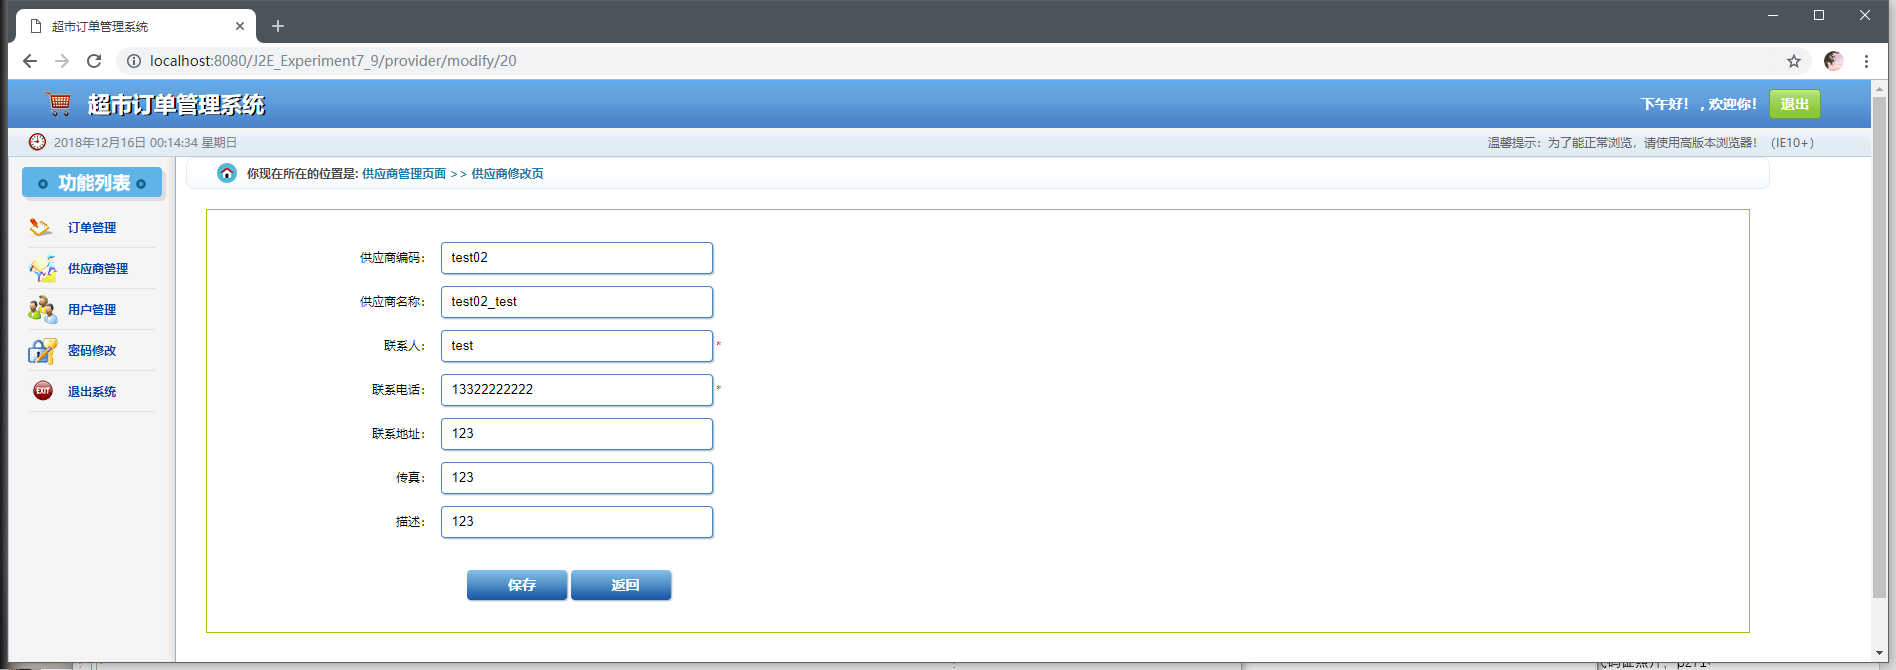 超市订单管理系统
localhost:8080/J2E_Experiment7_9/provider/modify/20
超市订单管理系统
下午好！，欢迎你！ 退出
2018年12月16日 00:14:34 星期日
温馨提示：为了能正常浏览，请使用高版本浏览器！（IE10+）
功能列表
你现在所在的位置是: 供应商管理页面 >> 供应商修改页
订单管理
供应商管理
用户管理
密码修改
EXIT 退出系统
供应商编码： test02
供应商名称： test02_test
联系人： test *
联系电话： 13322222222 *
联系地址： 123
传真： 123
描述： 123
保存 返回